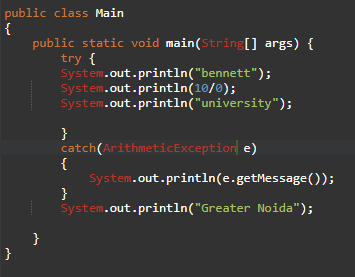 public class Main
{
    public static void main(String[] args) {
        try {
        System.out.println("bennett");
        System.out.println(10/0);
        System.out.println("university");
        }
        catch(ArithmeticException e)
        {
            System.out.println(e.getMessage());
        }
        System.out.println("Greater Noida");
    }
}